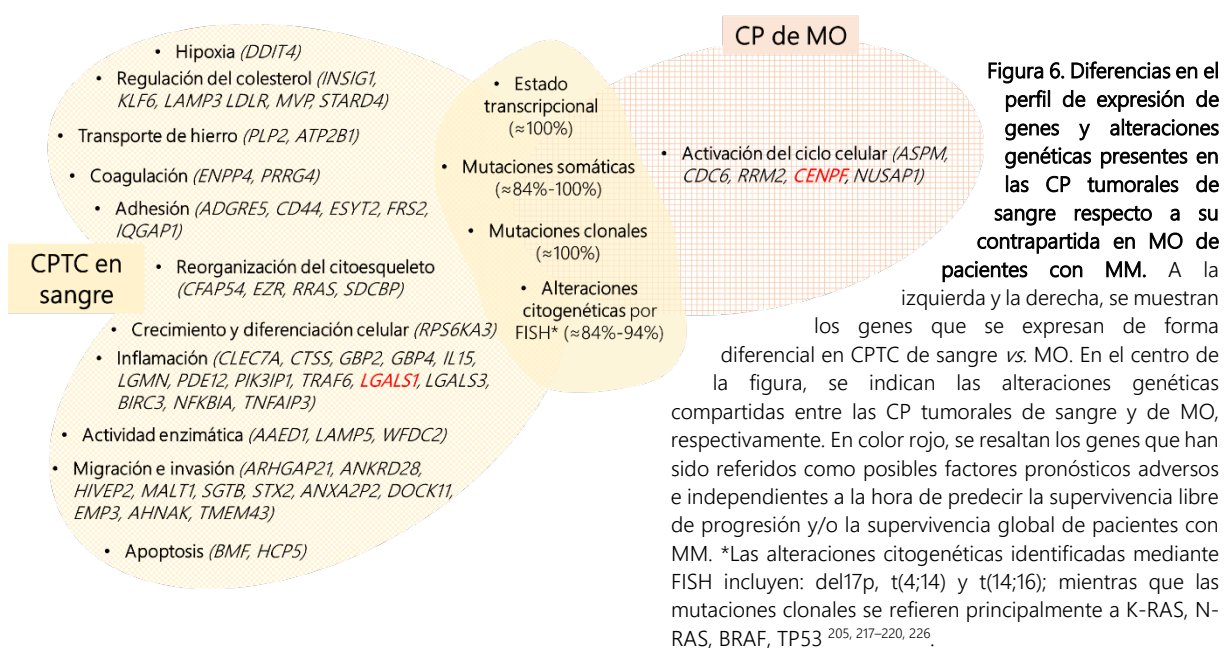 CP de MO
• Hipoxia (DDIT4)
• Regulación del colesterol (INSIG1,
KLF6, LAMP3 LDLR, MVP, STARD4)
• Transporte de hierro (PLP2, ATP2B1)
• Coagulación (ENPP4, PRRG4)
• Adhesión (ADGRE5, CD44, ESYT2, FRS2,
IQGAP1)
CPTC en
sangre
• Reorganización del citoesqueleto
(CFAP54, EZR, RRAS, SDCBP)
• Crecimiento y diferenciación celular (RPS6KA3)
• Inflamación (CLEC7A, CTSS, GBP2, GBP4, IL15,
LGMN, PDE12, PIK3IP1, TRAF6, LGALS1, LGALS3,
BIRC3, NFKBIA, TNFAIP3)
• Actividad enzimática (AAED1, LAMP5, WFDC2)
• Migración e invasión (ARHGAP21, ANKRD28,
HIVEP2, MALT1, SGTB, STX2, ANXA2P2, DOCK11,
EMP3, AHNAK, TMEM43)
• Apoptosis (BMF, HCP5)
• Estado
transcripcional
(≈100%)
• Mutaciones somáticas
(≈84%-100%)
• Mutaciones clonales
(≈100%)
• Alteraciones
citogenéticas por
FISH* (≈84%-94%)
• Activación del ciclo celular (ASPM,
CDC6, RRM2, CENPF, NUSAP1)
Figura 6. Diferencias en el
perfil de expresión de
genes y alteraciones
genéticas presentes en
las CP tumorales de
sangre respecto a su
contrapartida en MO de
pacientes con MM. A la
izquierda y la derecha, se muestran
los genes que se expresan de forma
diferencial en CPTC de sangre vs. MO. En el centro de
la figura, se indican las alteraciones genéticas
compartidas entre las CP tumorales de sangre y de MO,
respectivamente. En color rojo, se resaltan los genes que han
sido referidos como posibles factores pronósticos adversos
e independientes a la hora de predecir la supervivencia libre
de progresión y/o la supervivencia global de pacientes con
MM. *Las alteraciones citogenéticas identificadas mediante
FISH incluyen: del17p, t(4;14) y t(14;16); mientras que las
mutaciones clonales se refieren principalmente a K-RAS, N-
RAS, BRAF, TP53 205, 217–220, 226.